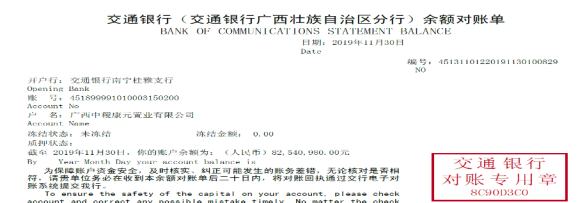 交通银行（交通银行广西壮族自治区分行）余额对账单
BANK OF COMMUNICATIONS STATEMENT BALANCE
日期：2019年11月30日
Date
编号：45131101220191130100829
NO
开户行：交通银行南宁桂雅支行
Opening Bank
账 号：451899991010003150200
Account No
户 名：广西中稷康元置业有限公司
Account Name
冻结状态：未冻结 冻结金额：0.00
质押状态：
截至 2019年11月30日，你的账户余额为：（人民币）82,540,980.00元
By Year Month Day your account balance is
为保障账户资金安全，及时核实、纠正可能发生的账务差错，无论核对是否相
符，请贵单位务必在收到本余额对账单后二十日内，将对账回执通过交行电子对
账系统提交我行。
To ensure the safety of the capital on your account, please check
account and correct any possible mistake timely. No matter the check
交通银行
对账专用章
8C90D3C0